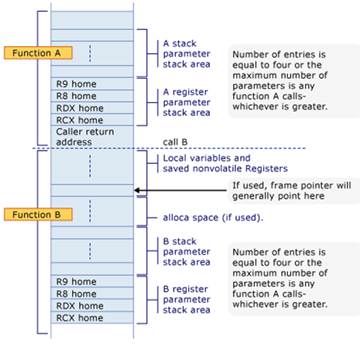 Function A
A stack
parameter
stack area
Number of entries is
equal to four or the
maximum number of
parameters is any
function A calls-
whichever is greater.
R9 home
R8 home
RDX home
RCX home
A register
parameter
stack area
Caller return
address
call B
Local variables and
saved nonvolatile Registers
If used, frame pointer will
generally point here
Function B
alloca space (if used).
B stack
parameter
stack area
Number of entries is
equal to four or the
maximum number of
parameters is any
function A calls-
whichever is greater.
R9 home
R8 home
RDX home
RCX home
B register
parameter
stack area